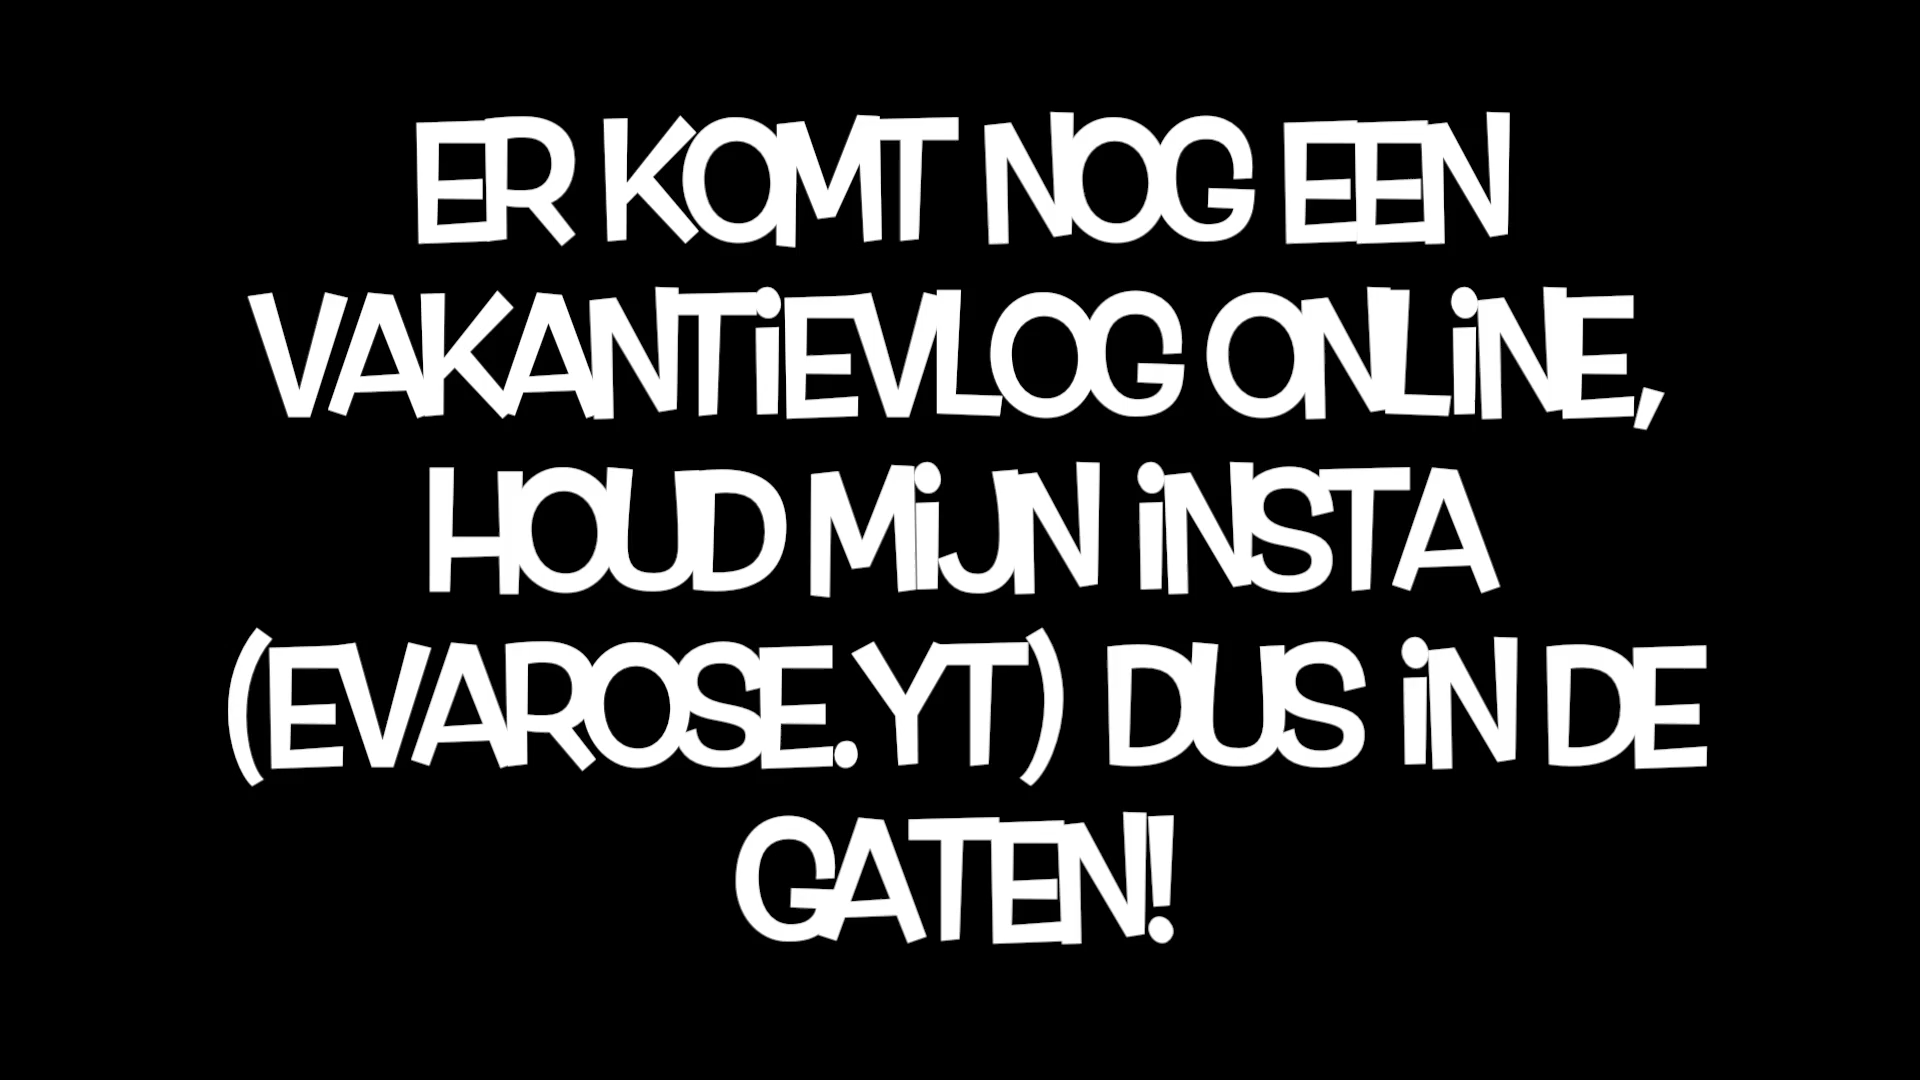 ER KOMT NOG EEN
VAKANTiEVLOG ONLiNE,
HOUD MiJN iNSTA
(EVAROSE.YT) DUS iN DE
GATEN!